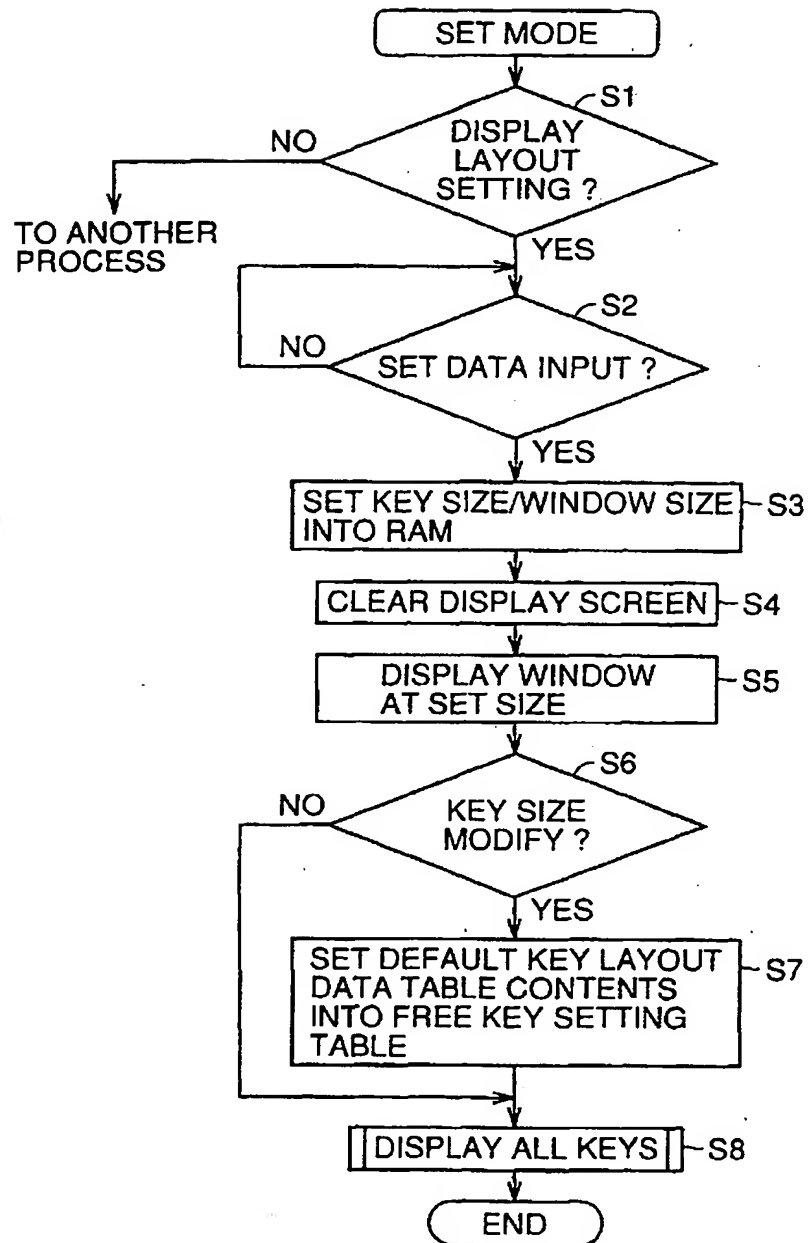 SET MODE
S1
DISPLAY
LAYOUT
SETTING ?
NO
TO ANOTHER
PROCESS
YES
S2
SET DATA INPUT ?
NO
YES
SET KEY SIZE/WINDOW SIZE
INTO RAM
S3
CLEAR DISPLAY SCREEN
S4
DISPLAY WINDOW
AT SET SIZE
S5
S6
KEY SIZE
MODIFY ?
NO
YES
SET DEFAULT KEY LAYOUT
DATA TABLE CONTENTS
INTO FREE KEY SETTING
TABLE
S7
DISPLAY ALL KEYS
S8
END